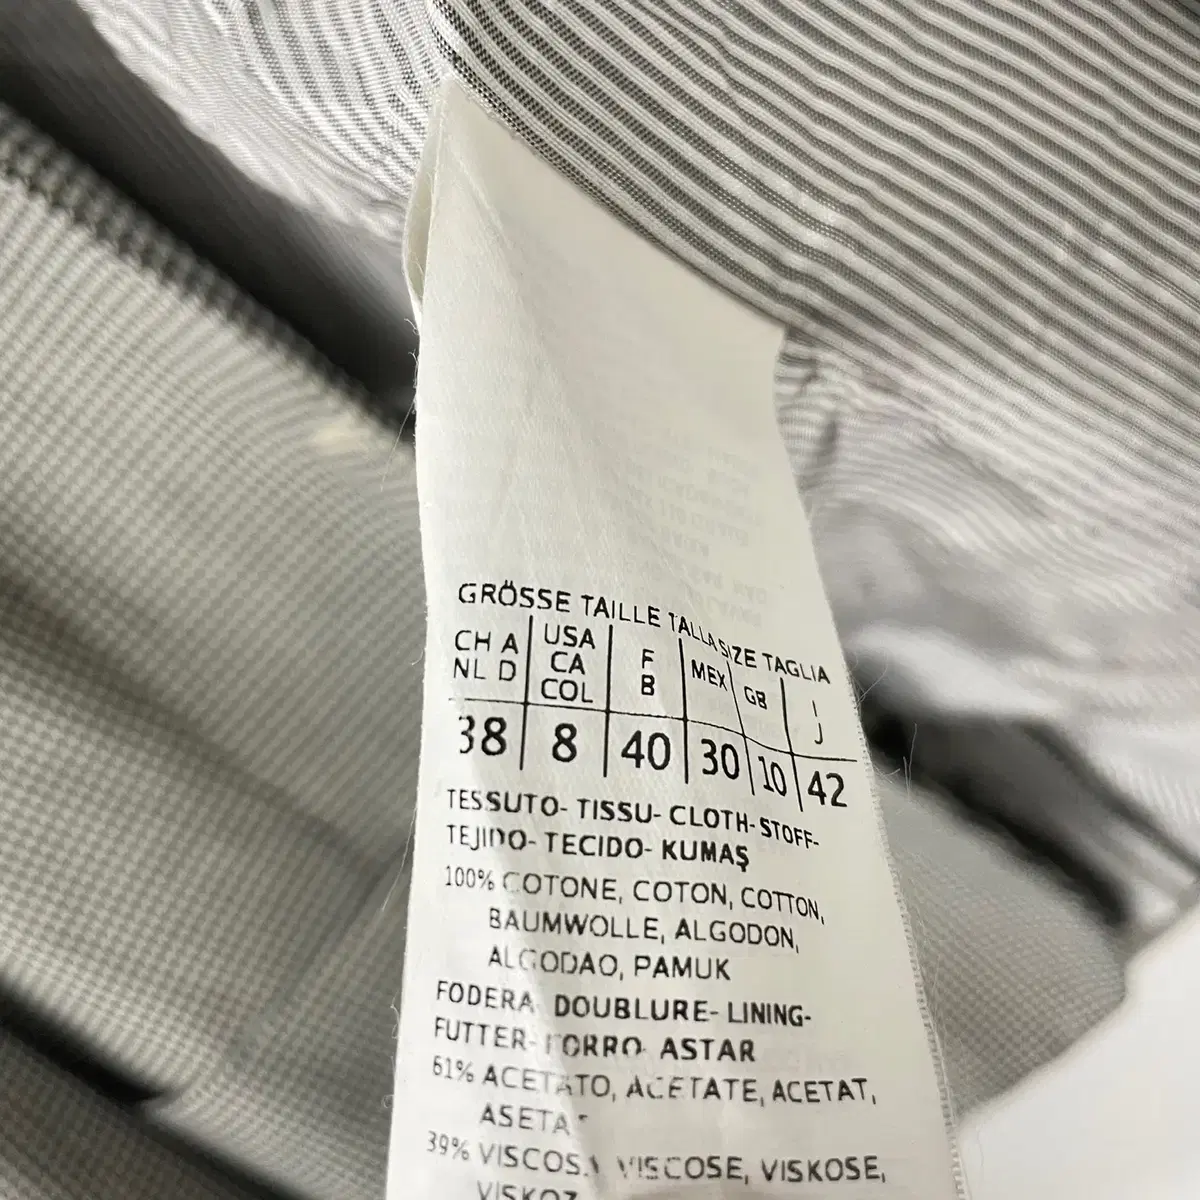 GRÖSSE TAILLE TALLA SIZE TAGLIA
CH A USA F MEX GB I
NL D CA B J
COL
38 8 40 30 10 42
TESSUTO- TISSU- CLOTH- STOFF-
TEJIDO- TECIDO- KUMAŞ
100% COTONE, COTON, COTTON,
BAUMWOLLE, ALGODON,
ALGODAO, PAMUK
FODERA- DOUBLURE- LINING-
FUTTER- FORRO- ASTAR
61% ACETATO, ACETATE, ACETAT,
ASETAT
39% VISCOSA, VISCOSE, VISKOSE,
VISKOZ